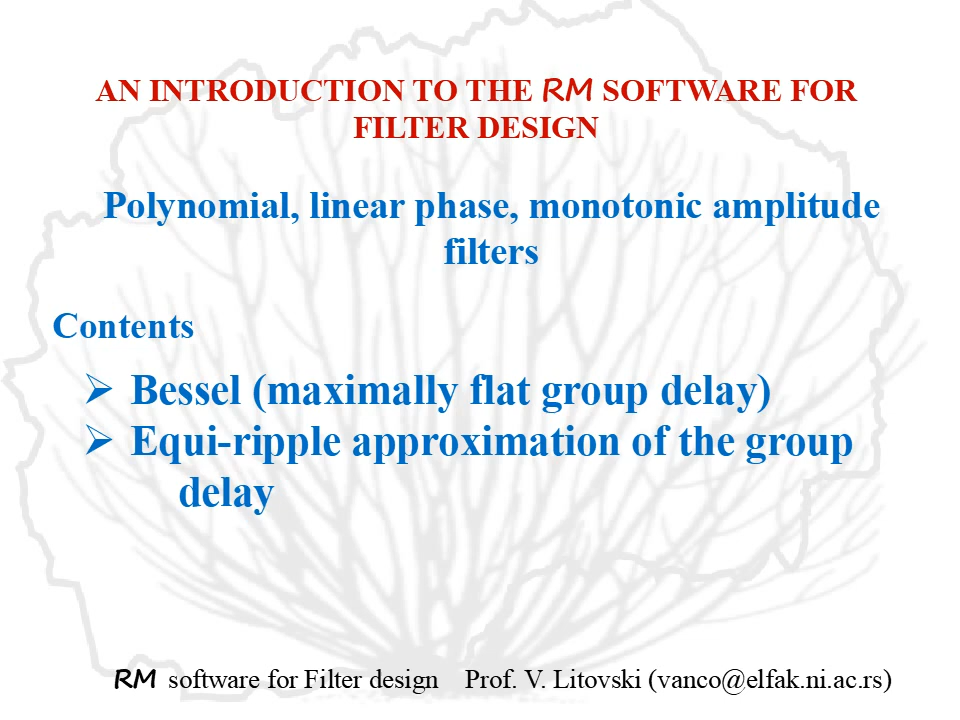 AN INTRODUCTION TO THE RM SOFTWARE FOR
FILTER DESIGN
Polynomial, linear phase, monotonic amplitude
filters
Contents
➢ Bessel (maximally flat group delay)
➢ Equi-ripple approximation of the group
delay
RM software for Filter design Prof. V. Litovski (vanco@elfak.ni.ac.rs)